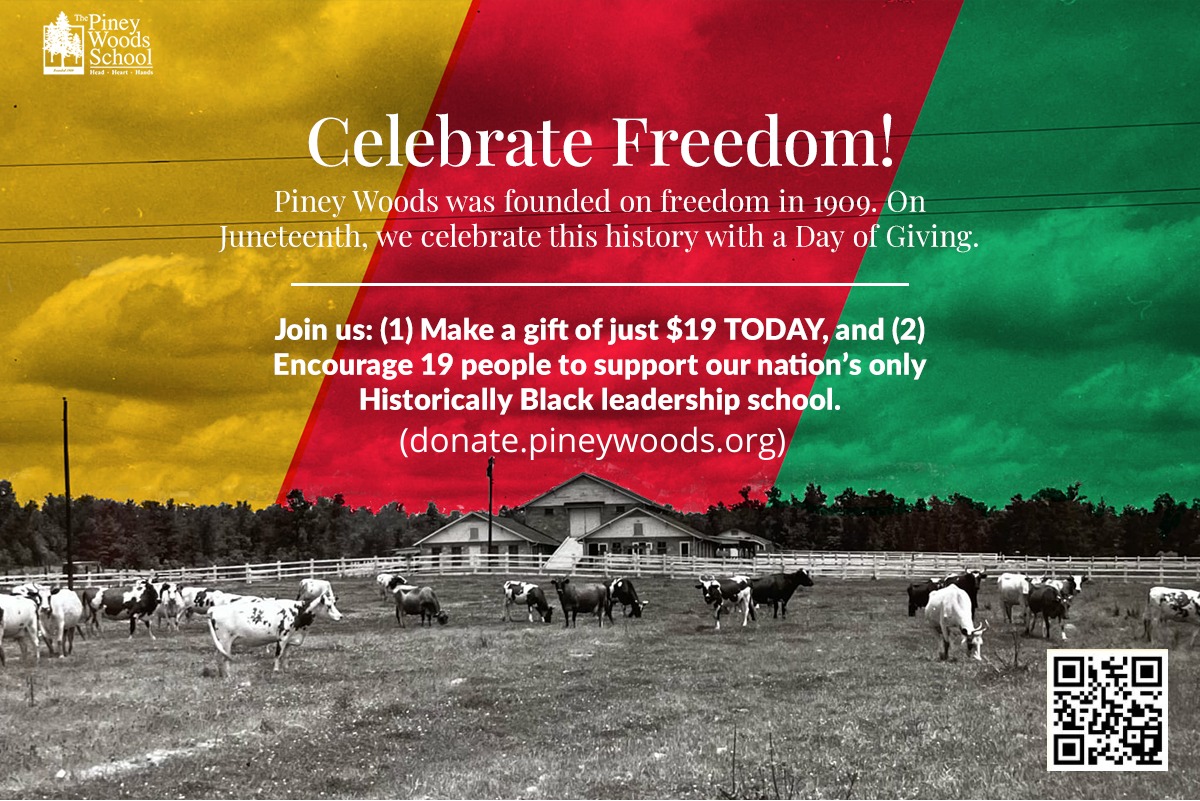 The
Piney
Woods
School
Head · Heart · Hands
Celebrate Freedom!
Piney Woods was founded on freedom in 1909. On
Juneteenth, we celebrate this history with a Day of Giving.
Join us: (1) Make a gift of just $19 TODAY, and (2)
Encourage 19 people to support our nation’s only
Historically Black leadership school.
(donate.pineywoods.org)